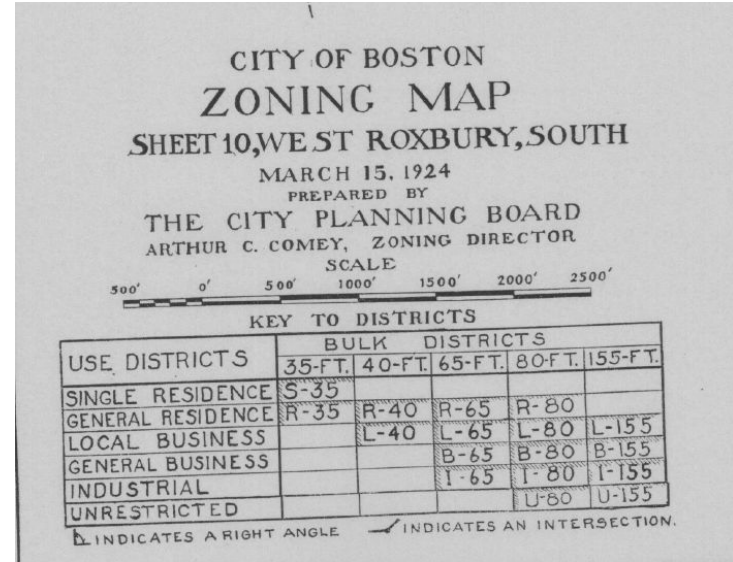 CITY OF BOSTON
ZONING MAP
SHEET 10, WEST ROXBURY, SOUTH
MARCH 15, 1924
PREPARED BY
THE CITY PLANNING BOARD
ARTHUR C. COMEY, ZONING DIRECTOR
SCALE
500' 0' 500' 1000' 1500' 2000' 2500'
KEY TO DISTRICTS
USE DISTRICTS BULK DISTRICTS
35-FT. 40-FT. 65-FT. 80-FT. 155-FT.
SINGLE RESIDENCE S-35
GENERAL RESIDENCE R-35 R-40 R-65 R-80
LOCAL BUSINESS L-40 L-65 L-80 L-155
GENERAL BUSINESS B-65 B-80 B-155
INDUSTRIAL I-65 I-80 I-155
UNRESTRICTED U-80 U-155
INDICATES A RIGHT ANGLE INDICATES AN INTERSECTION.